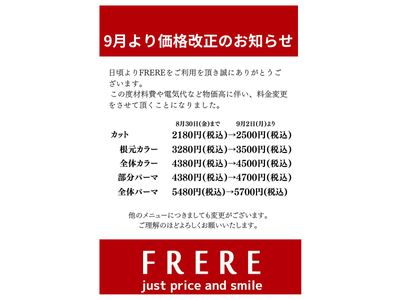 9月より価格改正のお知らせ
日頃よりFREREをご利用を頂き誠にありがとうご
ざいます。
この度材料費や電気代など物価高に伴い、料金変更
をさせて頂くことになりました。
8月30日(金)まで 9月2日(月)より
カット 2180円(税込)→2500円(税込)
根元カラー 3280円(税込)→3500円(税込)
全体カラー 4380円(税込)→4500円(税込)
部分パーマ 4380円(税込)→4700円(税込)
全体パーマ 5480円(税込)→5700円(税込)
他のメニューにつきましても変更がございます。
ご理解のほどよろしくお願いいたします。
FRERE
just price and smile